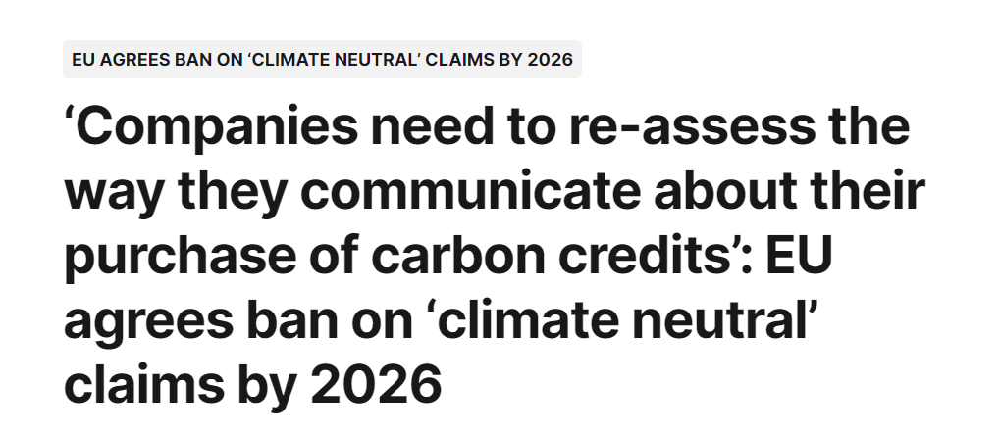 EU AGREES BAN ON ‘CLIMATE NEUTRAL’ CLAIMS BY 2026
‘Companies need to re-assess the
way they communicate about their
purchase of carbon credits’: EU
agrees ban on ‘climate neutral’
claims by 2026